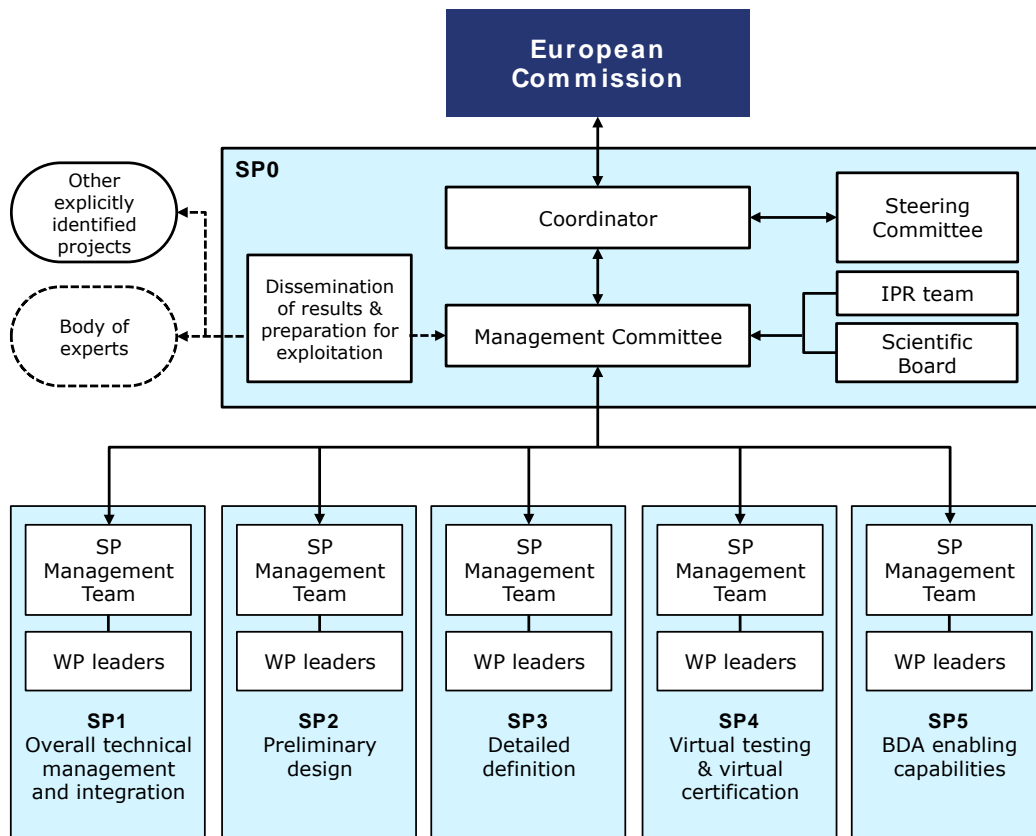 European
Commission
SP0
Other
explicitly
identified
projects
Coordinator
Steering
Committee
Dissemination
of results &
preparation for
exploitation
Body of
experts
Management Committee
IPR team
Scientific
Board
SP
Management
Team
WP leaders
SP1
Overall technical
management
and integration
SP
Management
Team
WP leaders
SP2
Preliminary
design
SP
Management
Team
WP leaders
SP3
Detailed
definition
SP
Management
Team
WP leaders
SP4
Virtual testing
& virtual
certification
SP
Management
Team
WP leaders
SP5
BDA enabling
capabilities